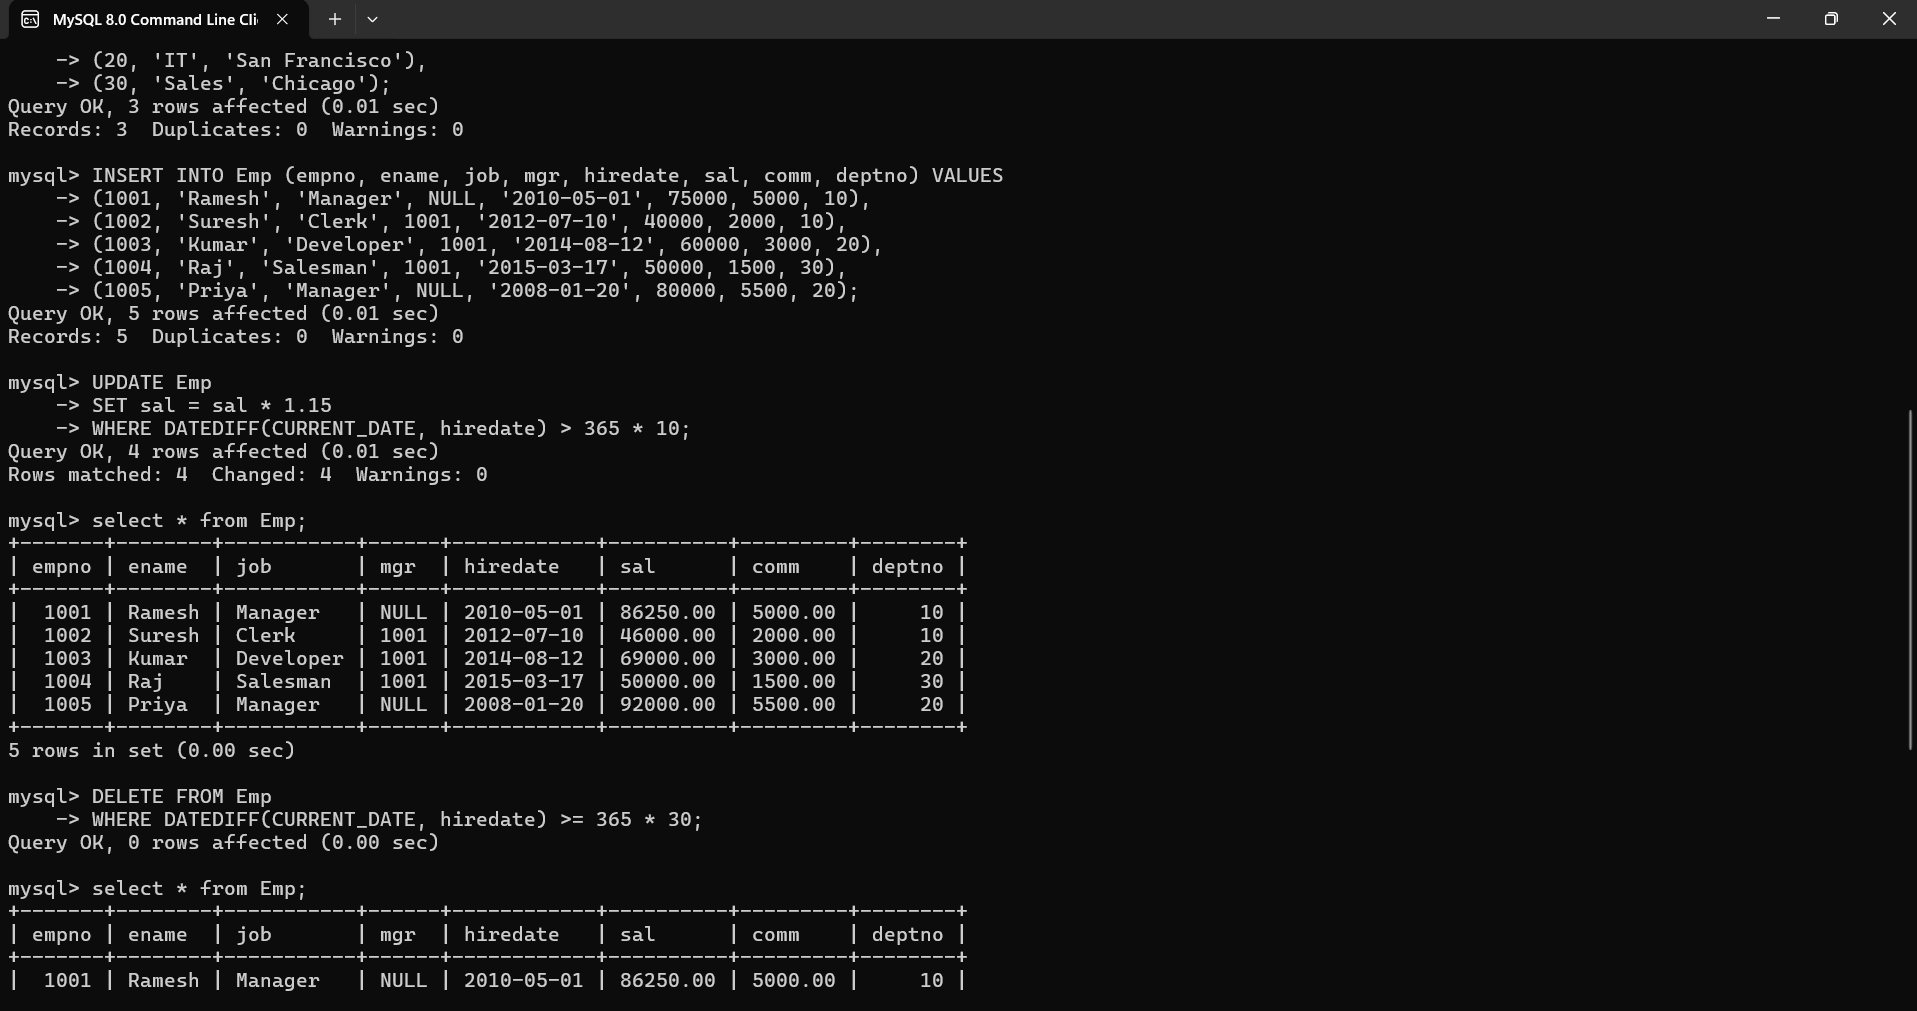 MySQL 8.0 Command Line Cli
    -> (20, 'IT', 'San Francisco'),
    -> (30, 'Sales', 'Chicago');
Query OK, 3 rows affected (0.01 sec)
Records: 3  Duplicates: 0  Warnings: 0

mysql> INSERT INTO Emp (empno, ename, job, mgr, hiredate, sal, comm, deptno) VALUES
    -> (1001, 'Ramesh', 'Manager', NULL, '2010-05-01', 75000, 5000, 10),
    -> (1002, 'Suresh', 'Clerk', 1001, '2012-07-10', 40000, 2000, 10),
    -> (1003, 'Kumar', 'Developer', 1001, '2014-08-12', 60000, 3000, 20),
    -> (1004, 'Raj', 'Salesman', 1001, '2015-03-17', 50000, 1500, 30),
    -> (1005, 'Priya', 'Manager', NULL, '2008-01-20', 80000, 5500, 20);
Query OK, 5 rows affected (0.01 sec)
Records: 5  Duplicates: 0  Warnings: 0

mysql> UPDATE Emp
    -> SET sal = sal * 1.15
    -> WHERE DATEDIFF(CURRENT_DATE, hiredate) > 365 * 10;
Query OK, 4 rows affected (0.01 sec)
Rows matched: 4  Changed: 4  Warnings: 0

mysql> select * from Emp;
+-------+--------+-----------+------+------------+----------+---------+--------+
| empno | ename  | job       | mgr  | hiredate   | sal      | comm    | deptno |
+-------+--------+-----------+------+------------+----------+---------+--------+
|  1001 | Ramesh | Manager   | NULL | 2010-05-01 | 86250.00 | 5000.00 |     10 |
|  1002 | Suresh | Clerk     | 1001 | 2012-07-10 | 46000.00 | 2000.00 |     10 |
|  1003 | Kumar  | Developer | 1001 | 2014-08-12 | 69000.00 | 3000.00 |     20 |
|  1004 | Raj    | Salesman  | 1001 | 2015-03-17 | 50000.00 | 1500.00 |     30 |
|  1005 | Priya  | Manager   | NULL | 2008-01-20 | 92000.00 | 5500.00 |     20 |
+-------+--------+-----------+------+------------+----------+---------+--------+
5 rows in set (0.00 sec)

mysql> DELETE FROM Emp
    -> WHERE DATEDIFF(CURRENT_DATE, hiredate) >= 365 * 30;
Query OK, 0 rows affected (0.00 sec)

mysql> select * from Emp;
+-------+--------+-----------+------+------------+----------+---------+--------+
| empno | ename  | job       | mgr  | hiredate   | sal      | comm    | deptno |
+-------+--------+-----------+------+------------+----------+---------+--------+
|  1001 | Ramesh | Manager   | NULL | 2010-05-01 | 86250.00 | 5000.00 |     10 |